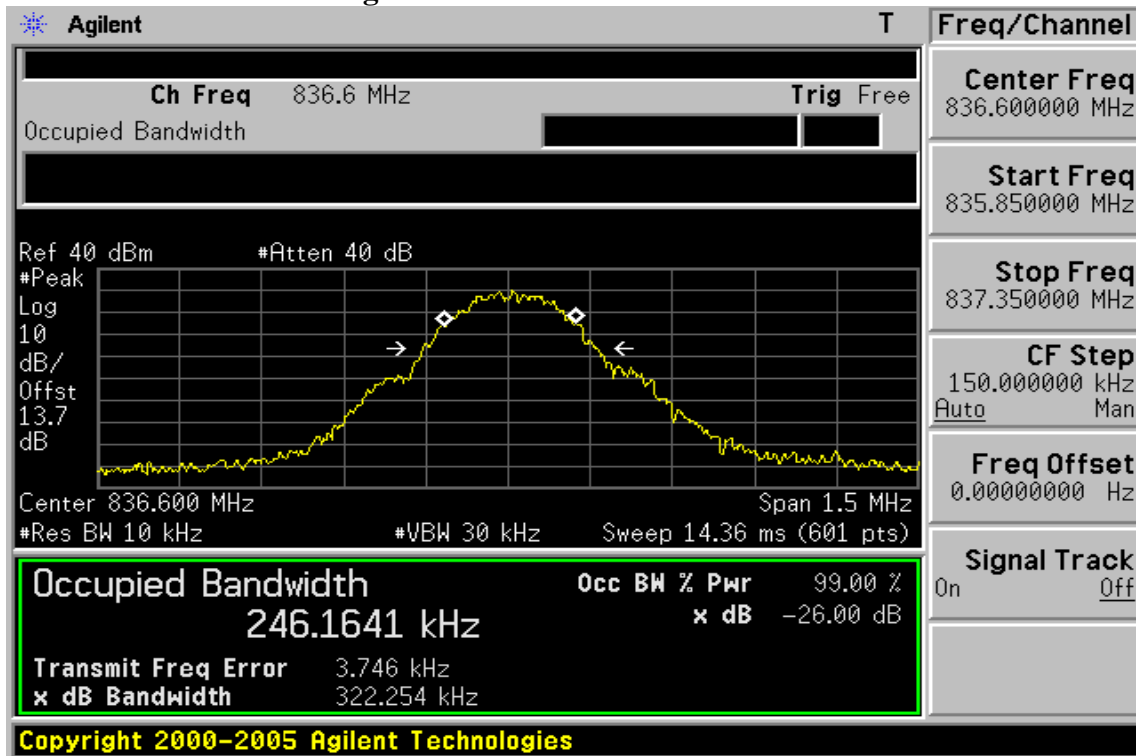 g
Agilent T
Freq/Channel
Ch Freq 836.6 MHz Trig Free
Occupied Bandwidth
Center Freq
836.600000 MHz
Start Freq
835.850000 MHz
Stop Freq
837.350000 MHz
CF Step
150.000000 kHz
Auto Man
Freq Offset
0.00000000 Hz
Signal Track
On Off
Ref 40 dBm #Atten 40 dB
#Peak
Log
10
dB/
Offst
13.7
dB
Center 836.600 MHz Span 1.5 MHz
#Res BW 10 kHz #VBW 30 kHz Sweep 14.36 ms (601 pts)
Occupied Bandwidth
246.1641 kHz
Occ BW % Pwr 99.00 %
x dB -26.00 dB
Transmit Freq Error 3.746 kHz
x dB Bandwidth 322.254 kHz
Copyright 2000-2005 Agilent Technologies